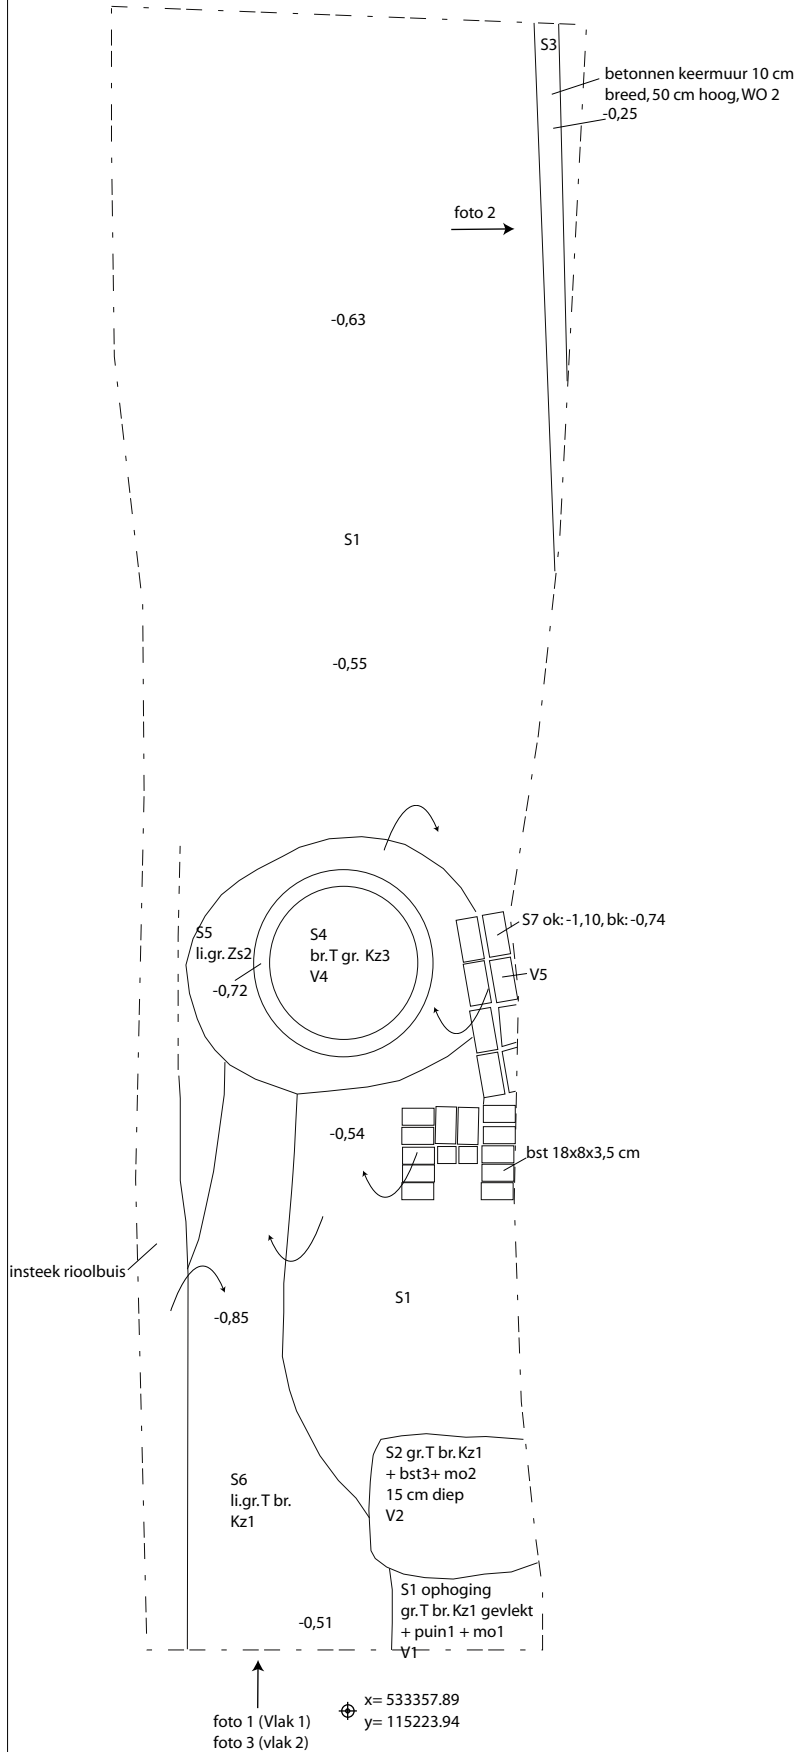 S3
betonnen keermuur 10 cm
breed, 50 cm hoog, WO 2
-0,25
foto 2
-0,63
S1
-0,55
S7 ok: -1,10, bk: -0,74
S5
li.gr. Zs2
S4
br.T gr. Kz3
V4
V5
-0,72
-0,54
bst 18x8x3,5 cm
insteek rioolbuis
S1
-0,85
S2 gr.T br. Kz1
+ bst3+ mo2
15 cm diep
V2
S6
li.gr.T br.
Kz1
S1 ophoging
gr.T br. Kz1 gevlekt
+ puin1 + mo1
V1
-0,51
x= 533357.89
y= 115223.94
foto 1 (Vlak 1)
foto 3 (vlak 2)